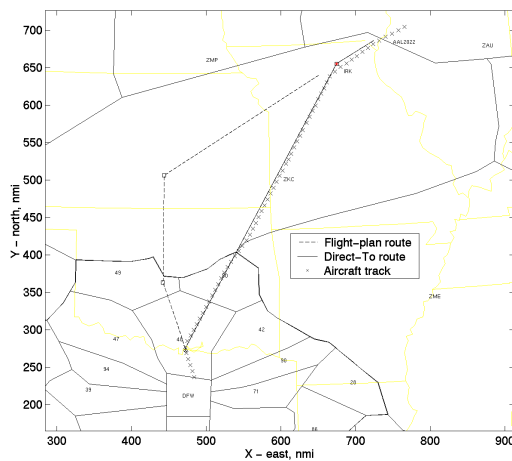 700
650
600
550
500
450
400
350
300
250
200
Y - north, nmi
300
400
500
600
700
800
900
X - east, nmi
AAL2822
ZAU
ZMP
IRK
ZKC
Flight-plan route
Direct-To route
Aircraft track
49
ZME
47
42
94
98
28
39
71
DFW